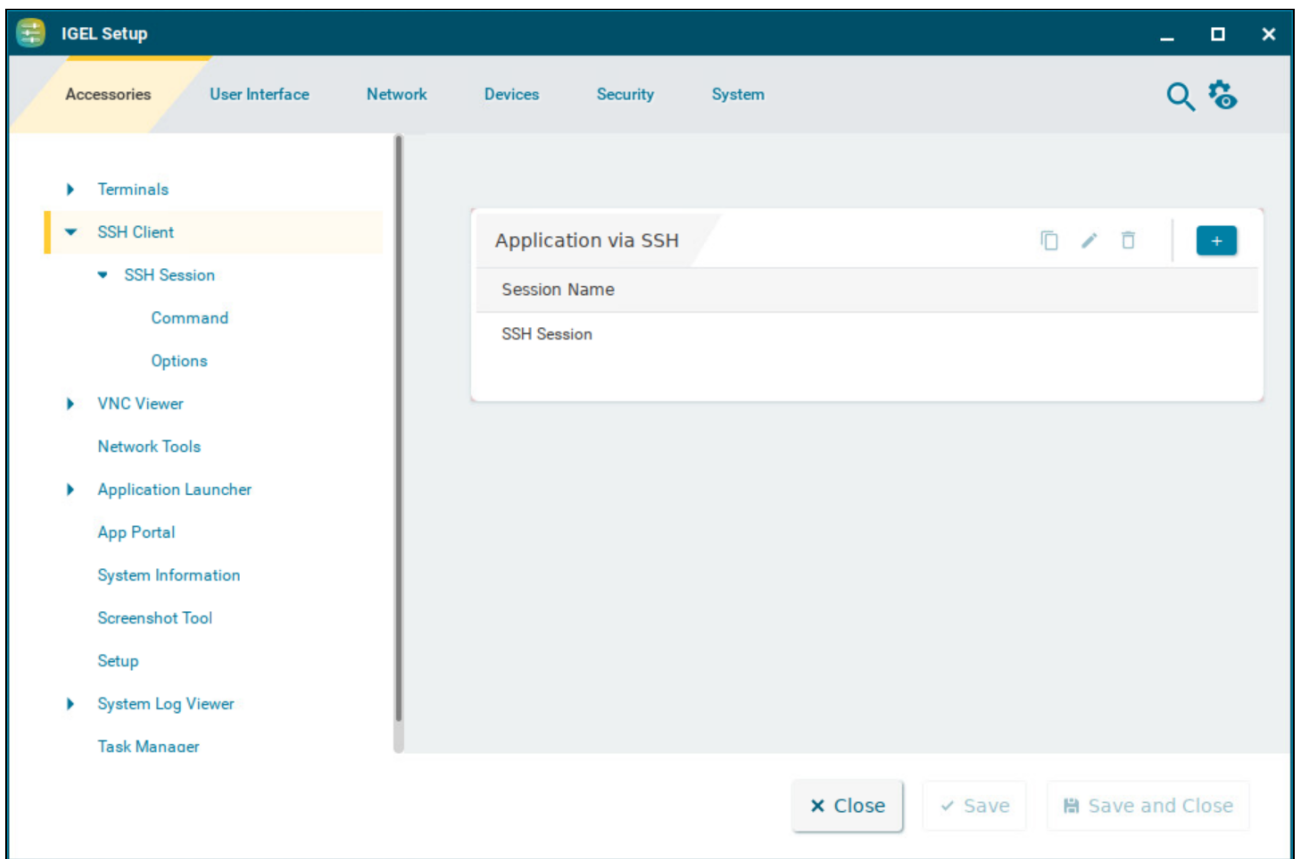 IGEL Setup
Accessories User Interface Network Devices Security System
Terminals
SSH Client
SSH Session
Command
Options
VNC Viewer
Network Tools
Application Launcher
App Portal
System Information
Screenshot Tool
Setup
System Log Viewer
Task Manager
Application via SSH
+
Session Name
SSH Session
Close
Save
Save and Close